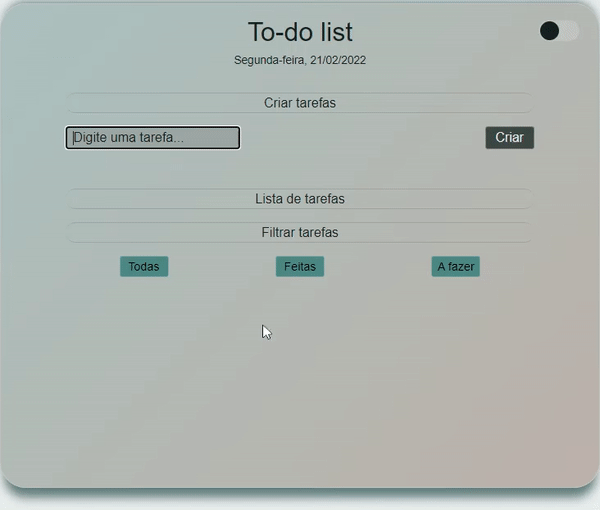 To-do list
Segunda-feira, 21/02/2022
Criar tarefas
Digite uma tarefa...
Criar
Lista de tarefas
Filtrar tarefas
Todas
Feitas
A fazer